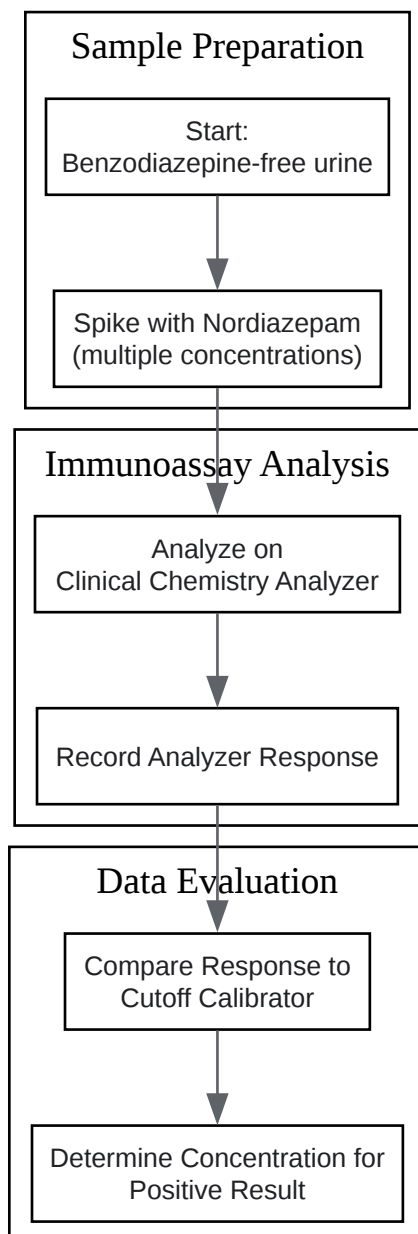 Sample Preparation
Start:
Benzodiazepine-free urine
Spike with Nordiazepam
(multiple concentrations)
Immunoassay Analysis
Analyze on
Clinical Chemistry Analyzer
Record Analyzer Response
Data Evaluation
Compare Response to
Cutoff Calibrator
Determine Concentration for
Positive Result